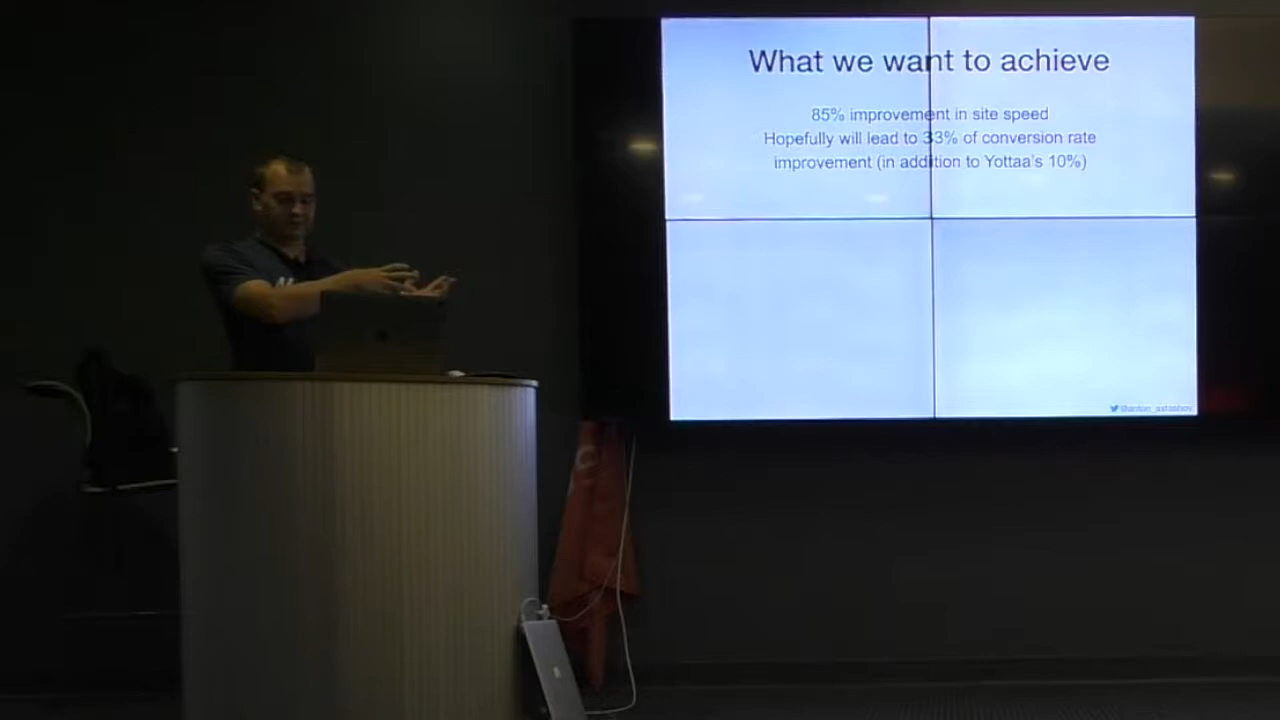 What we want to achieve
85% improvement in site speed
Hopefully will lead to 33% of conversion rate
improvement (in addition to Yottaa's 10%)